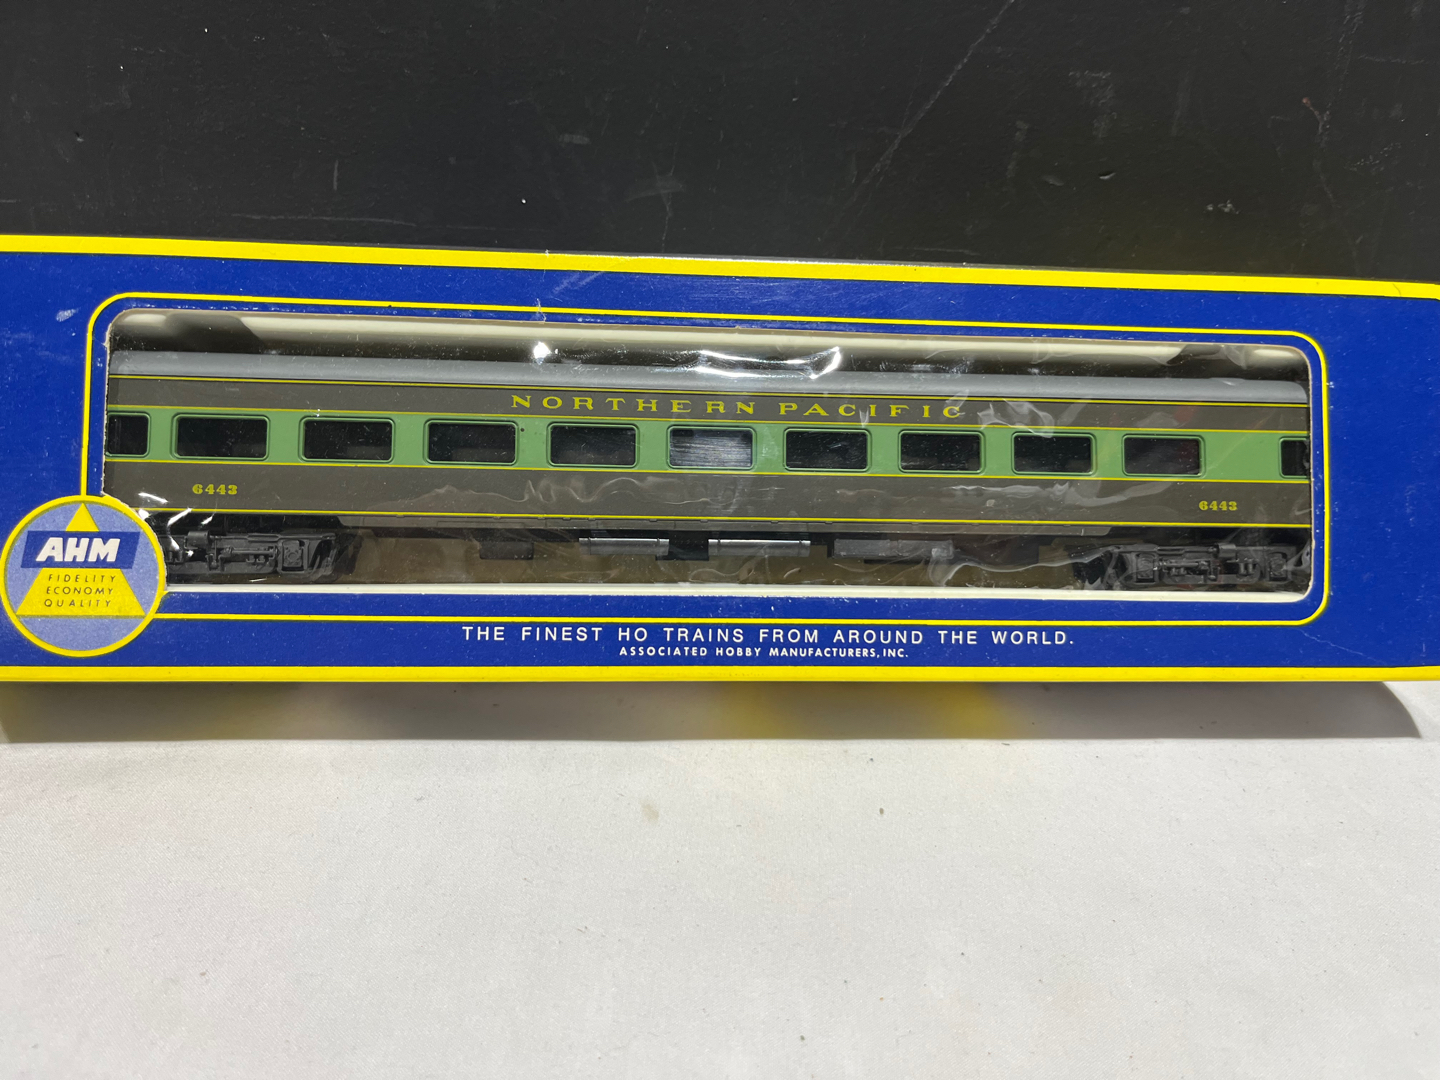 NORTHERN PACIFIC
6443
6443
AHM
FIDELITY
ECONOMY
QUALITY
THE FINEST HO TRAINS FROM AROUND THE WORLD.
ASSOCIATED HOBBY MANUFACTURERS, INC.